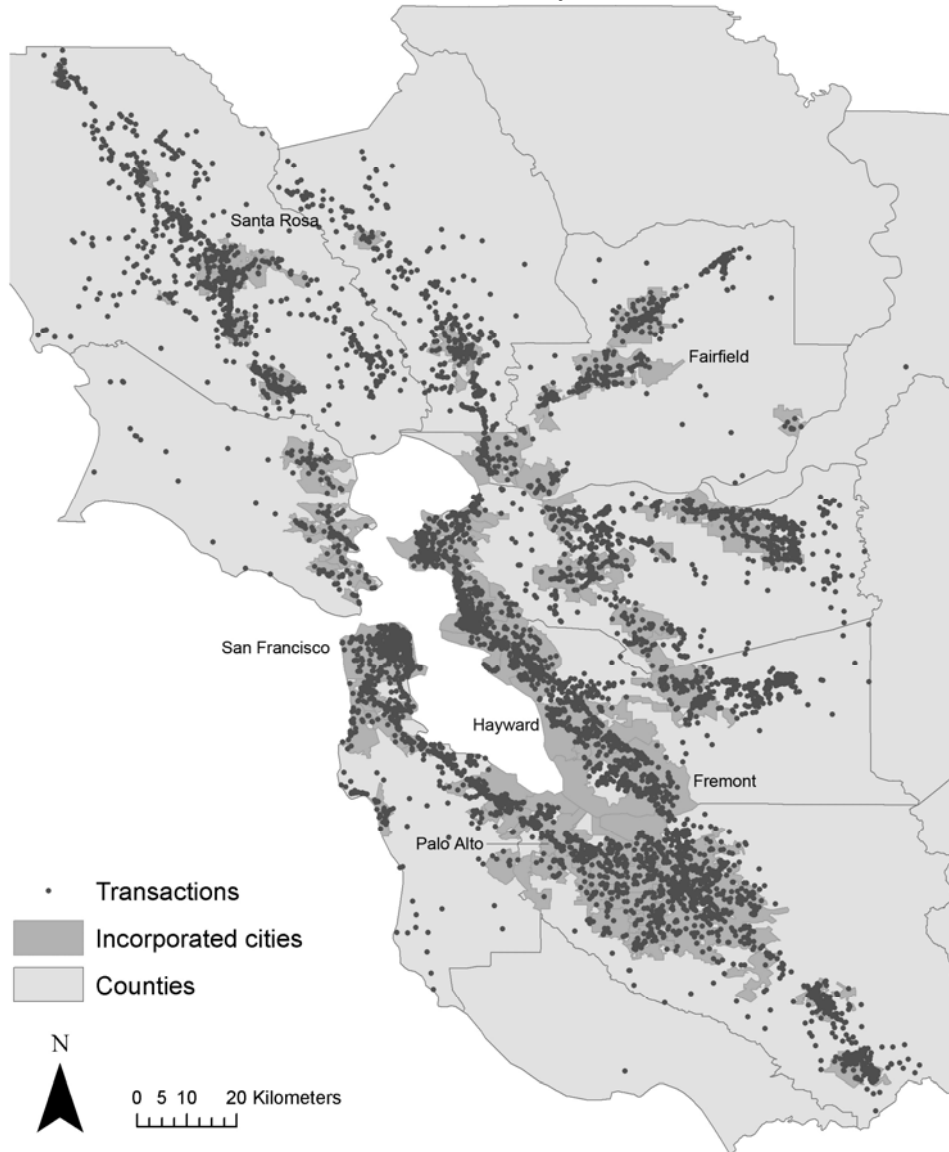 Santa Rosa
Fairfield
San Francisco
Hayward
Fremont
Palo Alto
Transactions
Incorporated cities
Counties
N
0 5 10 20 Kilometers